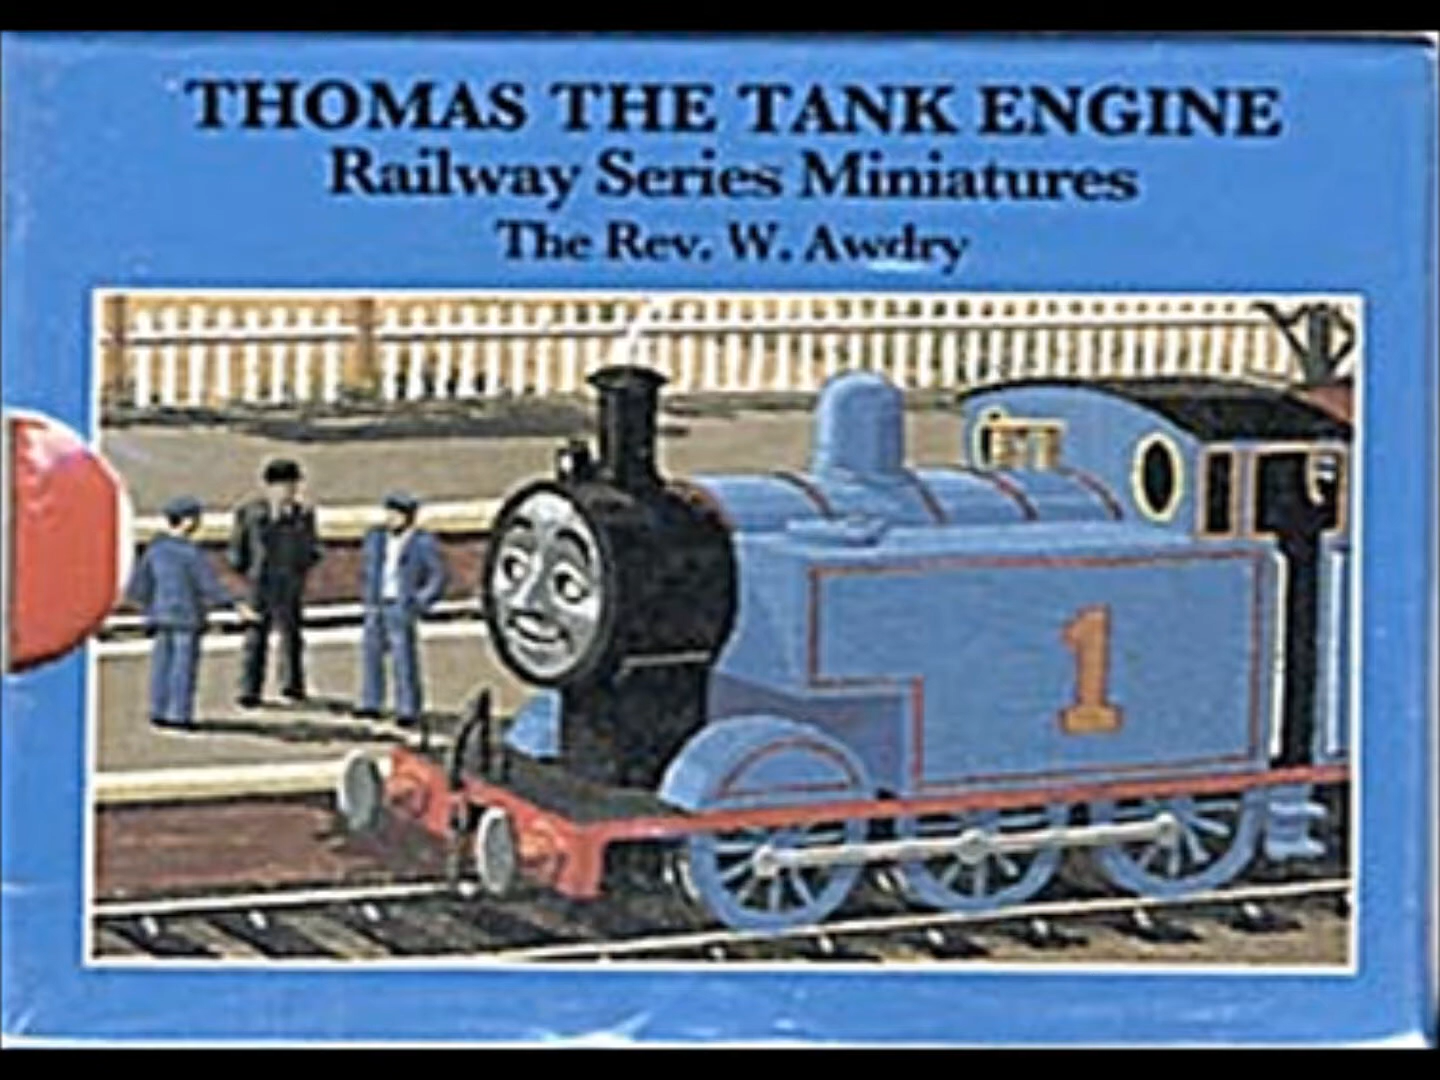 THOMAS THE TANK ENGINE
Railway Series Miniatures
The Rev. W. Awdry
1